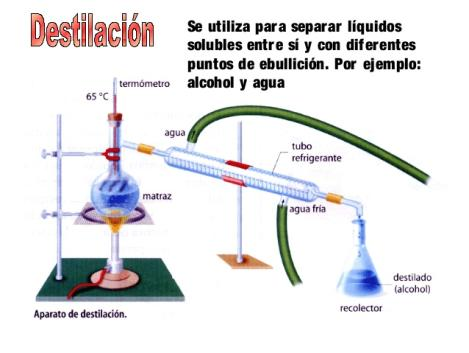 Destilación
Se utiliza para separar líquidos
solubles entre sí y con diferentes
puntos de ebullición. Por ejemplo:
alcohol y agua
termómetro
65 °C
agua
tubo
refrigerante
matraz
agua fría
destilado
(alcohol)
recolector
Aparato de destilación.